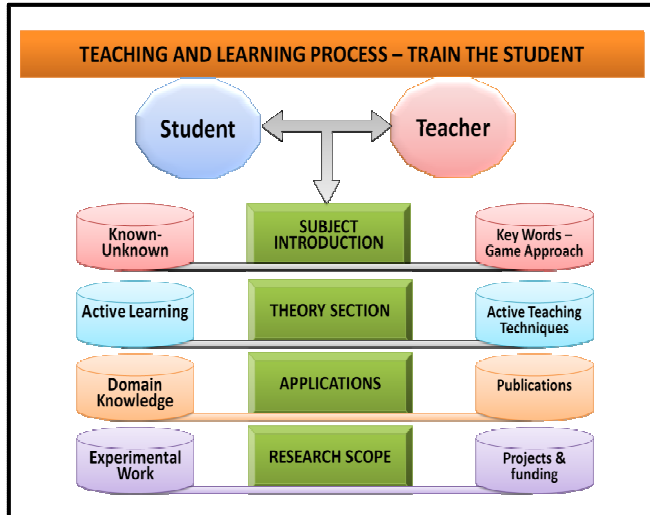 TEACHING AND LEARNING PROCESS – TRAIN THE STUDENT
Student
Teacher
Known-
Unknown
SUBJECT
INTRODUCTION
Key Words –
Game Approach
Active Learning
THEORY SECTION
Active Teaching
Techniques
Domain
Knowledge
APPLICATIONS
Publications
Experimental
Work
RESEARCH SCOPE
Projects &
funding